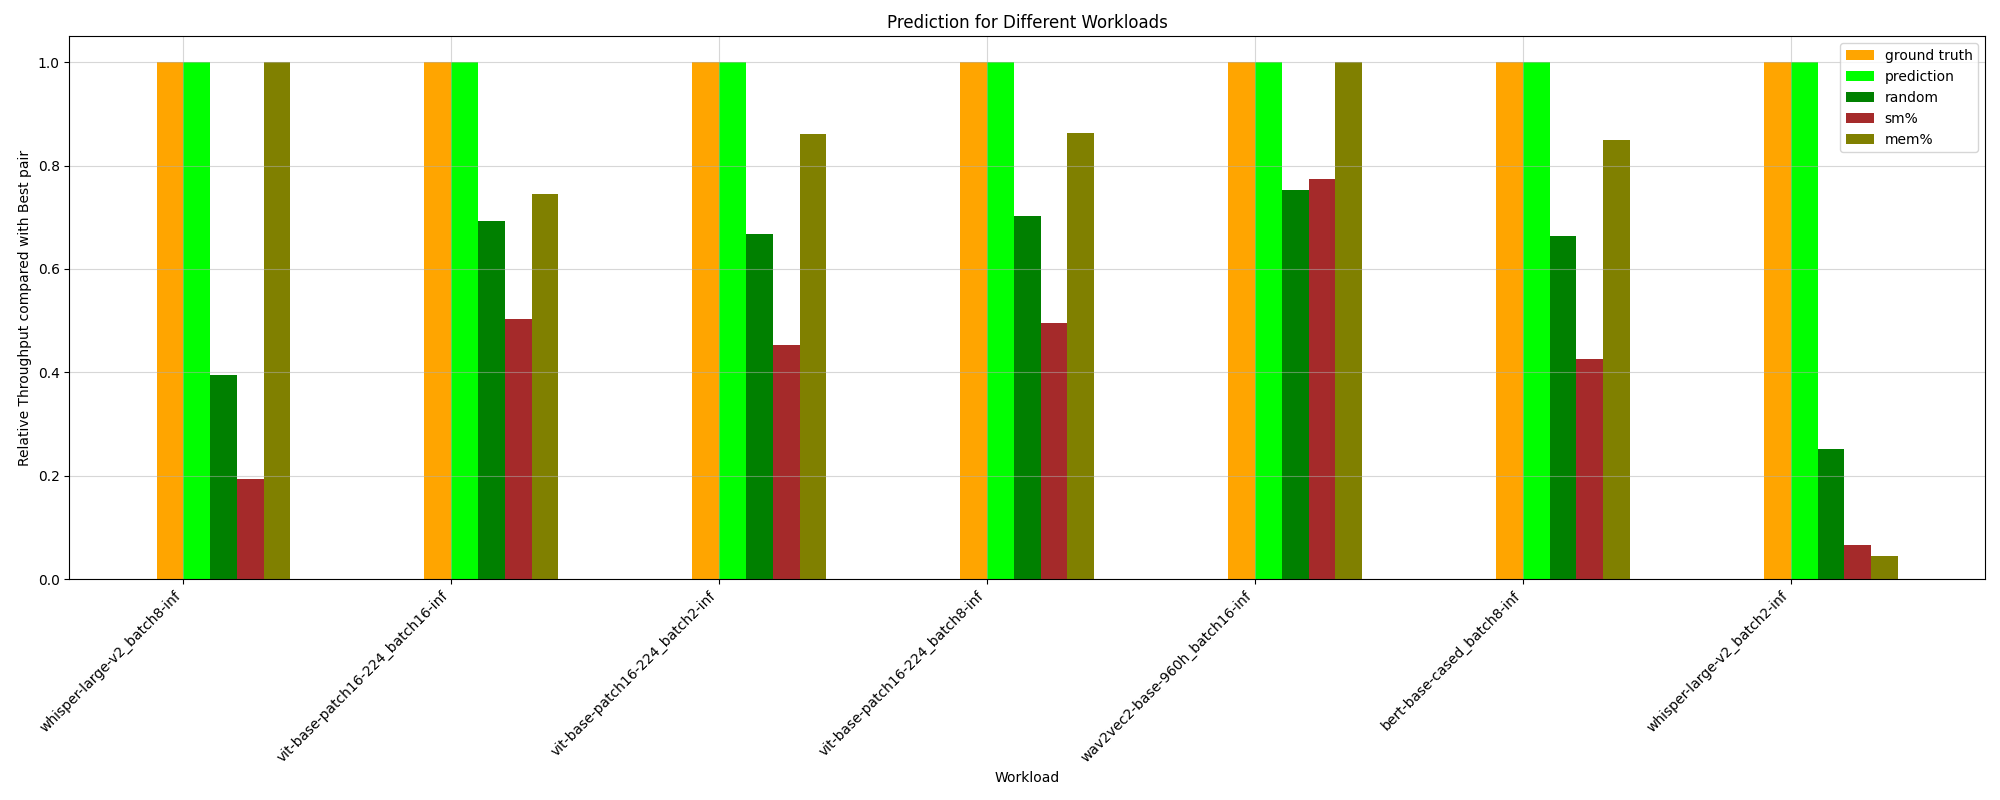 Prediction for Different Workloads
Relative Throughput compared with Best pair
1.0
0.8
0.6
0.4
0.2
0.0
ground truth
prediction
random
sm%
mem%
whisper-large-v2_batch8-inf
vit-base-patch16-224_batch16-inf
vit-base-patch16-224_batch2-inf
vit-base-patch16-224_batch8-inf
wav2vec2-base-960h_batch16-inf
bert-base-cased_batch8-inf
whisper-large-v2_batch2-inf
Workload